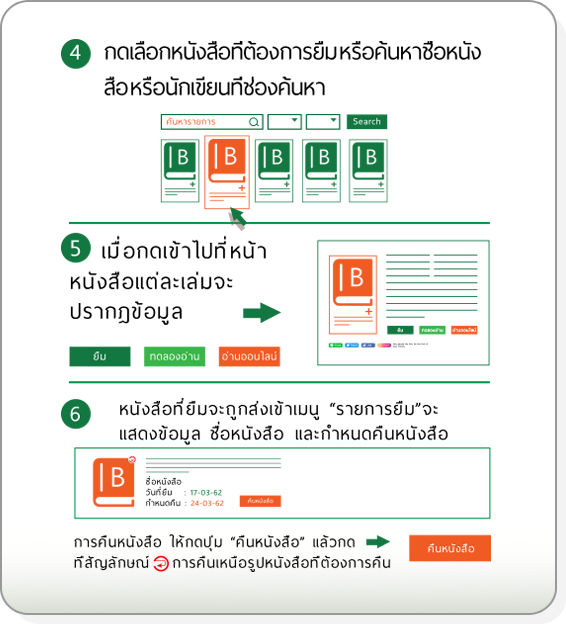 4 กดเลือกหนังสือที่ต้องการยืมหรือค้นหาชื่อหนัง
สือหรือนักเขียนที่ช่องค้นหา
ค้นหารายการ Search
B B B B B
5 เมื่อกดเข้าไปที่หน้า
หนังสือแต่ละเล่มจะ
ปรากฏข้อมูล
B
ยืม ทดลองอ่าน อ่านออนไลน์
ยืม ทดลองอ่าน อ่านออนไลน์
6 หนังสือที่ยืมจะถูกส่งเข้าเมนู “รายการยืม”จะ
แสดงข้อมูล ชื่อหนังสือ และกำหนดคืนหนังสือ
B
ชื่อหนังสือ
วันที่ยืม : 17-03-62
กำหนดคืน : 24-03-62 คืนหนังสือ
การคืนหนังสือ ให้กดปุ่ม “คืนหนังสือ” แล้วกด คืนหนังสือ
ที่สัญลักษณ์ การคืนเหนือรูปหนังสือที่ต้องการคืน